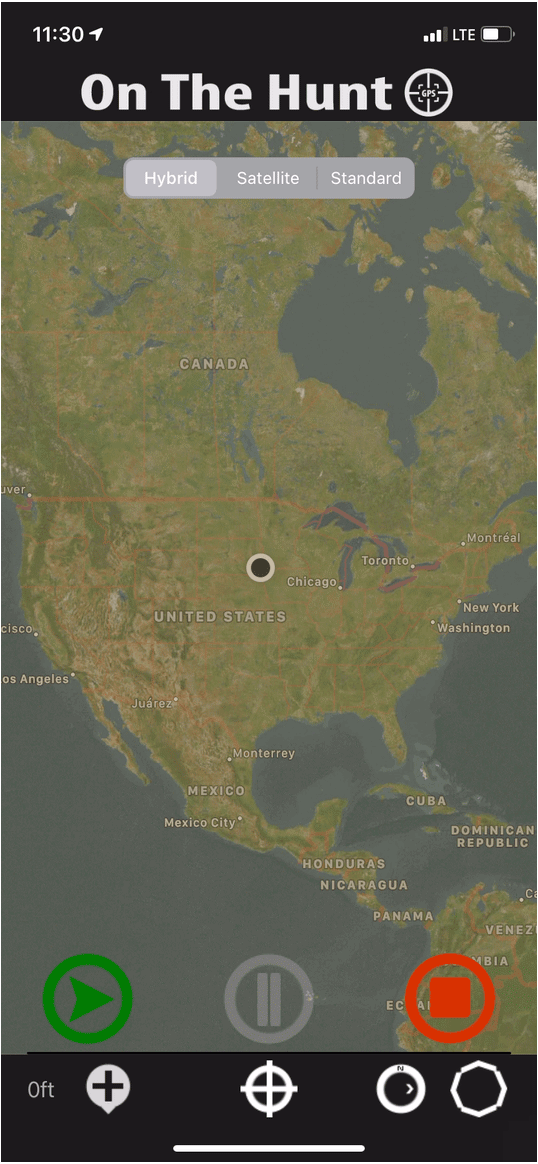 11:30
LTE
On The Hunt
GPS
Hybrid Satellite Standard
CANADA
uver
Montréal
Toronto
Chicago
UNITED STATES
New York
cisco
Washington
os Angeles
Juárez
Monterrey
MEXICO
CUBA
Mexico City
DOMINICAN
REPUBLIC
HONDURAS
NICARAGUA
Ca
PANAMA
VENEZ
MBIA
EC A
0ft
N